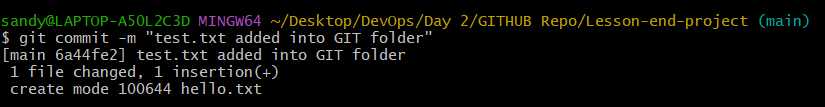 sandy@LAPTOP-A50L2C3D MINGW64 ~/Desktop/DevOps/Day 2/GITHUB Repo/Lesson-end-project (main)
$ git commit -m "test.txt added into GIT folder"
[main 6a44fe2] test.txt added into GIT folder
 1 file changed, 1 insertion(+)
 create mode 100644 hello.txt